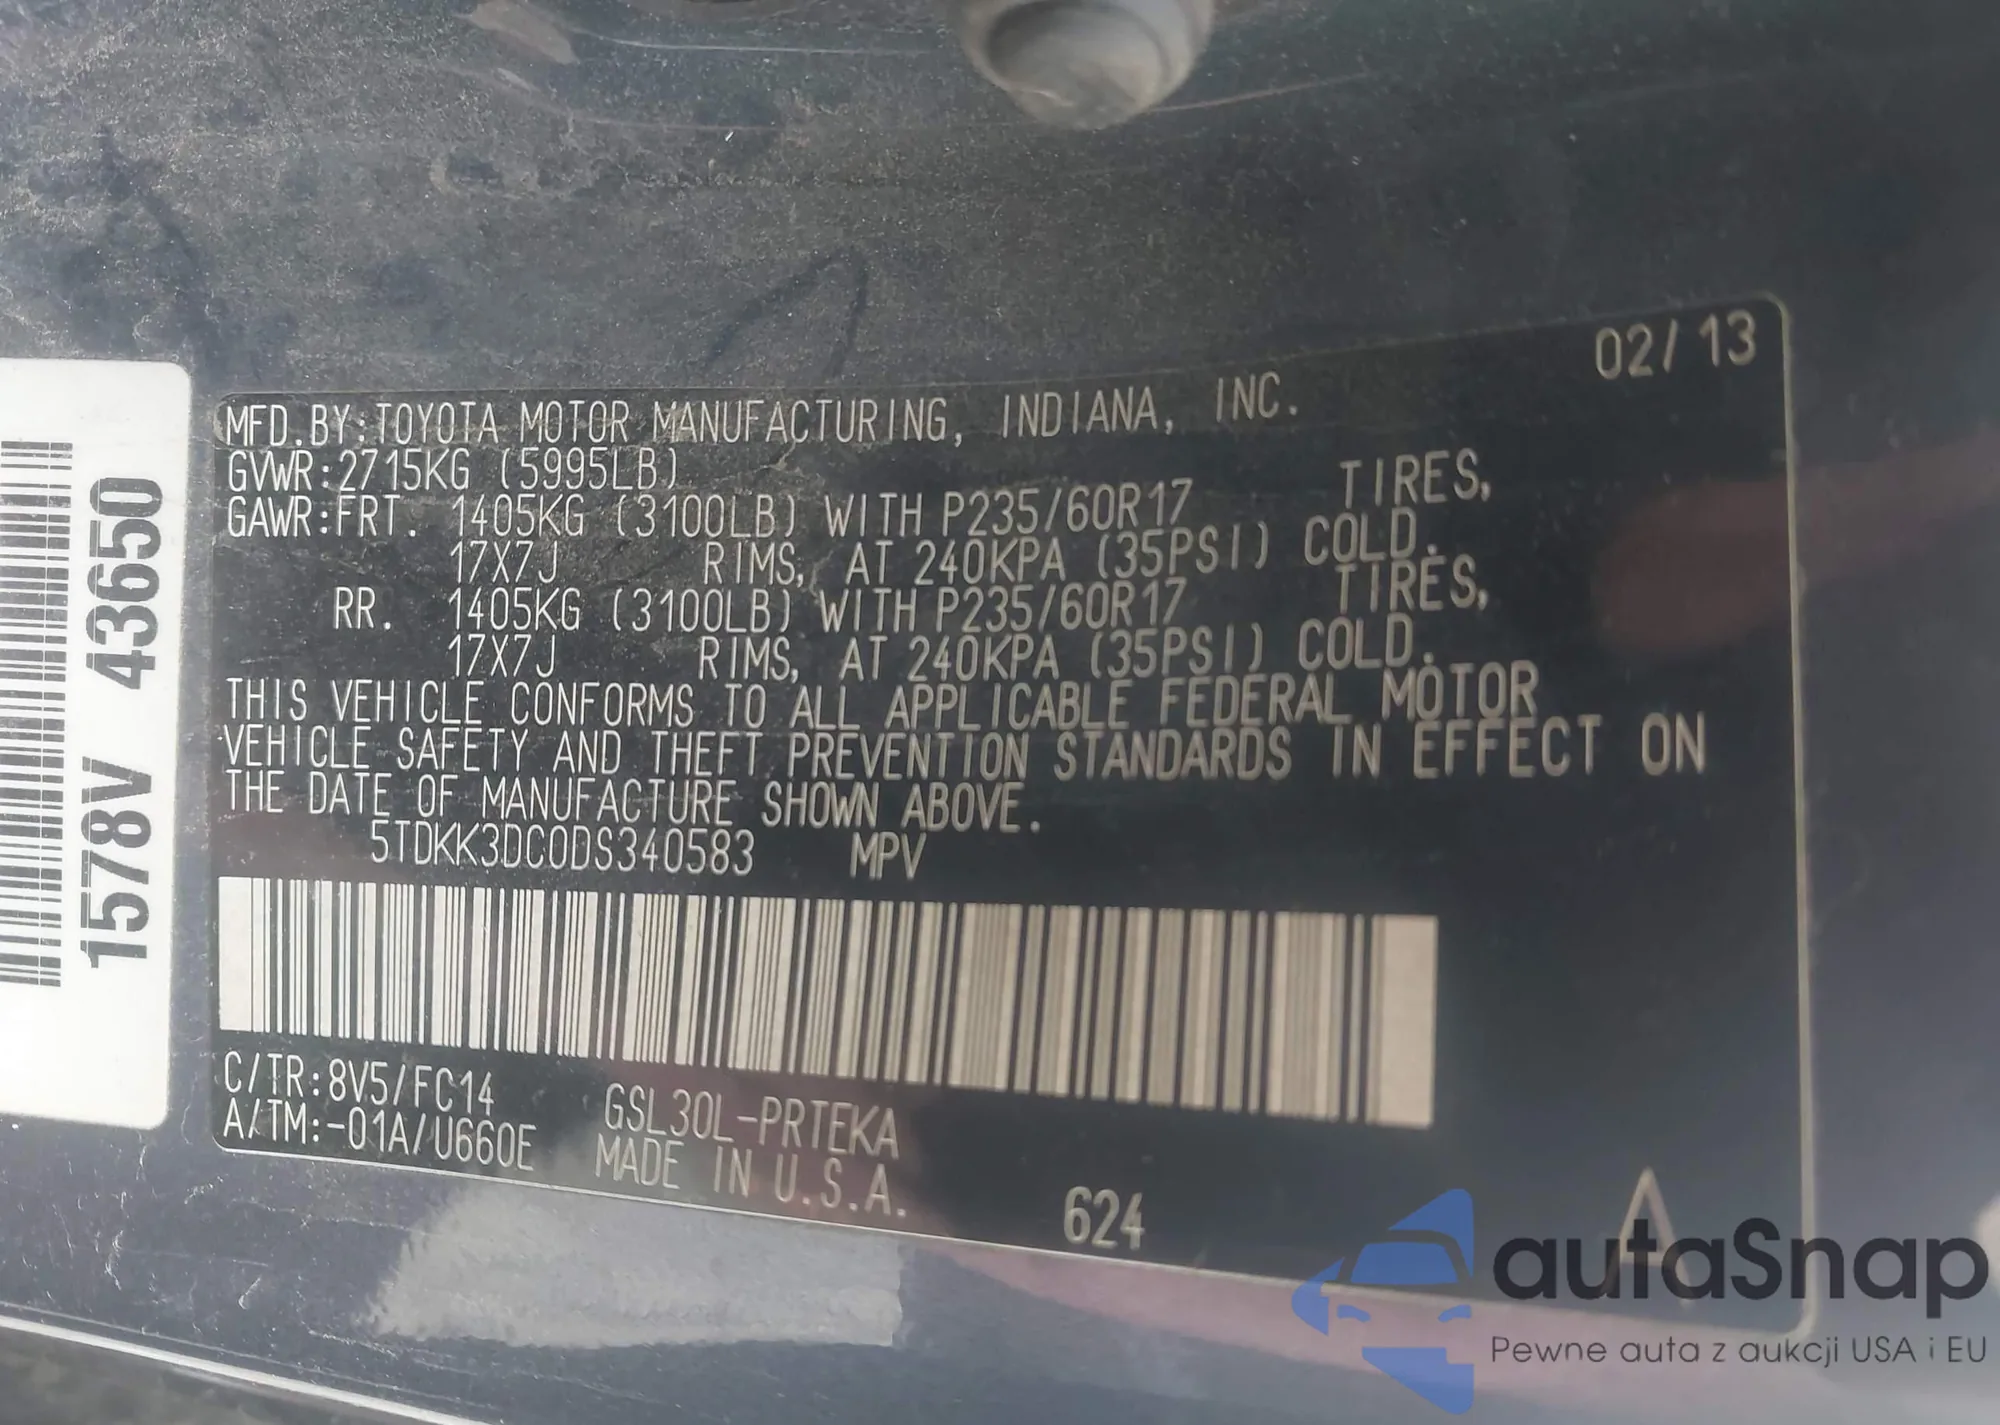 02/13
MFD.BY:TOYOTA MOTOR MANUFACTURING, INDIANA, INC.
GVWR:2715KG (5995LB)
GAWR:FRT. 1405KG (3100LB) WITH P235/60R17 TIRES,
17X7J RIMS, AT 240KPA (35PSI) COLD.
RR. 1405KG (3100LB) WITH P235/60R17 TIRES,
17X7J RIMS, AT 240KPA (35PSI) COLD.
THIS VEHICLE CONFORMS TO ALL APPLICABLE FEDERAL MOTOR
VEHICLE SAFETY AND THEFT PREVENTION STANDARDS IN EFFECT ON
THE DATE OF MANUFACTURE SHOWN ABOVE.
5TDKK3DC0DS340583 MPV
C/TR:8V5/FC14
A/TM:-01A/U660E
GSL30L-PRTEKA
MADE IN U.S.A.
624
A
1578V 43650
autaSnap
Pewne auta z aukcji USA i EU